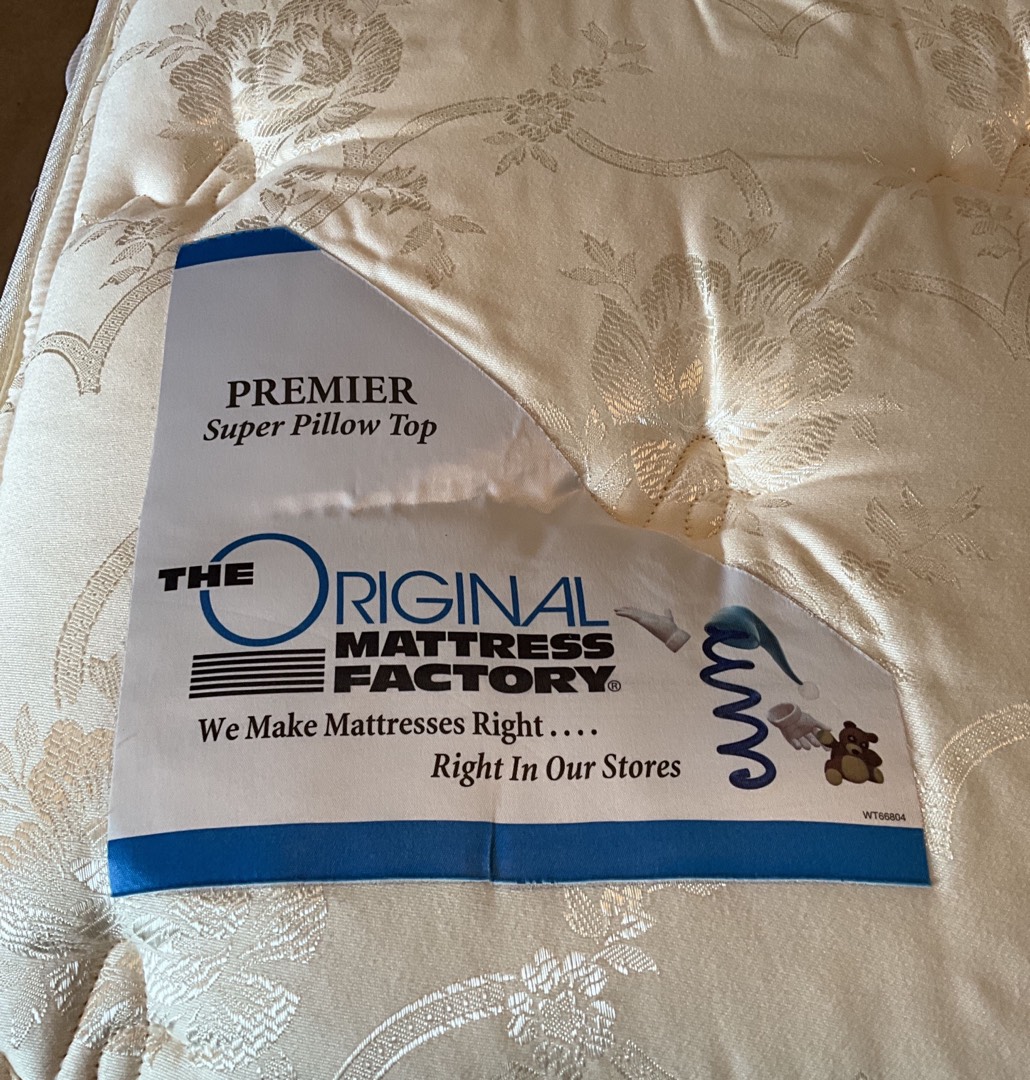 PREMIER
Super Pillow Top
THE ORIGINAL
MATTRESS
FACTORY®
We Make Mattresses Right....
Right In Our Stores
WT66804